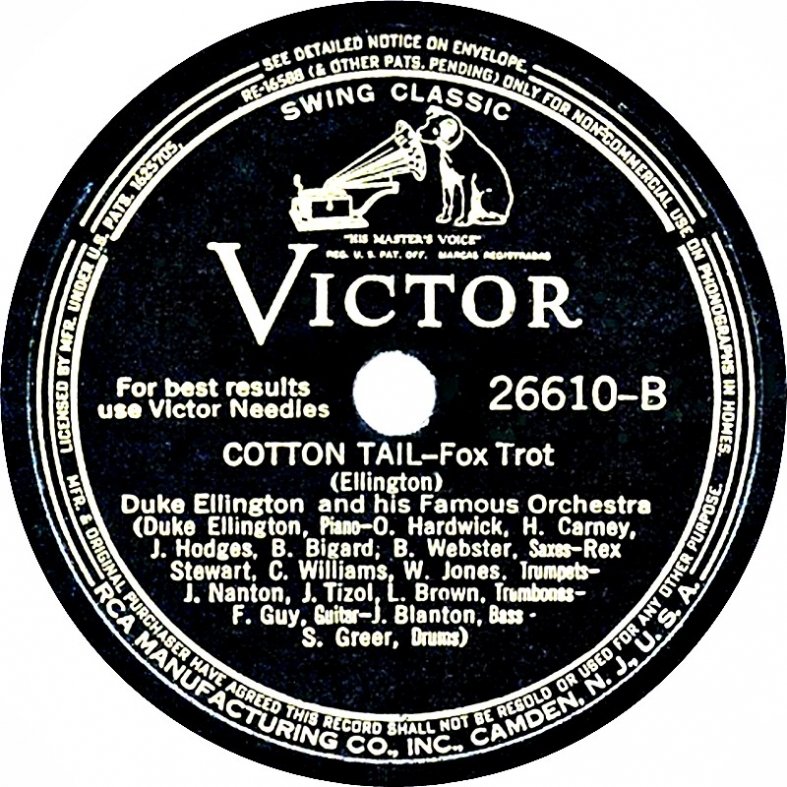 SEE DETAILED NOTICE ON ENVELOPE.
RE-16588 (& OTHER PATS. PENDING) ONLY FOR NON-COMMERCIAL USE ON PHONOGRAPHS IN HOMES.
LICENSED BY MFR. UNDER U.S. PATS. 1625705,
SWING CLASSIC
"HIS MASTER'S VOICE"
REG. U. S. PAT. OFF. MARCAS REGISTRADAS
VICTOR
For best results
use Victor Needles
26610-B
COTTON TAIL—Fox Trot
(Ellington)
Duke Ellington and his Famous Orchestra
(Duke Ellington, Piano-O. Hardwick, H. Carney,
J. Hodges, B. Bigard; B. Webster, Saxes-Rex
Stewart, C. Williams, W. Jones. Trumpets-
J. Nanton, J. Tizol, L. Brown, Trombones-
F. Guy, Guitar-J. Blanton, Bass -
S. Greer, Drums)
MFR. & ORIGINAL PURCHASER HAVE AGREED THIS RECORD SHALL NOT BE RESOLD OR USED FOR ANY OTHER PURPOSE.
RCA MANUFACTURING CO., INC., CAMDEN, N. J., U. S. A.